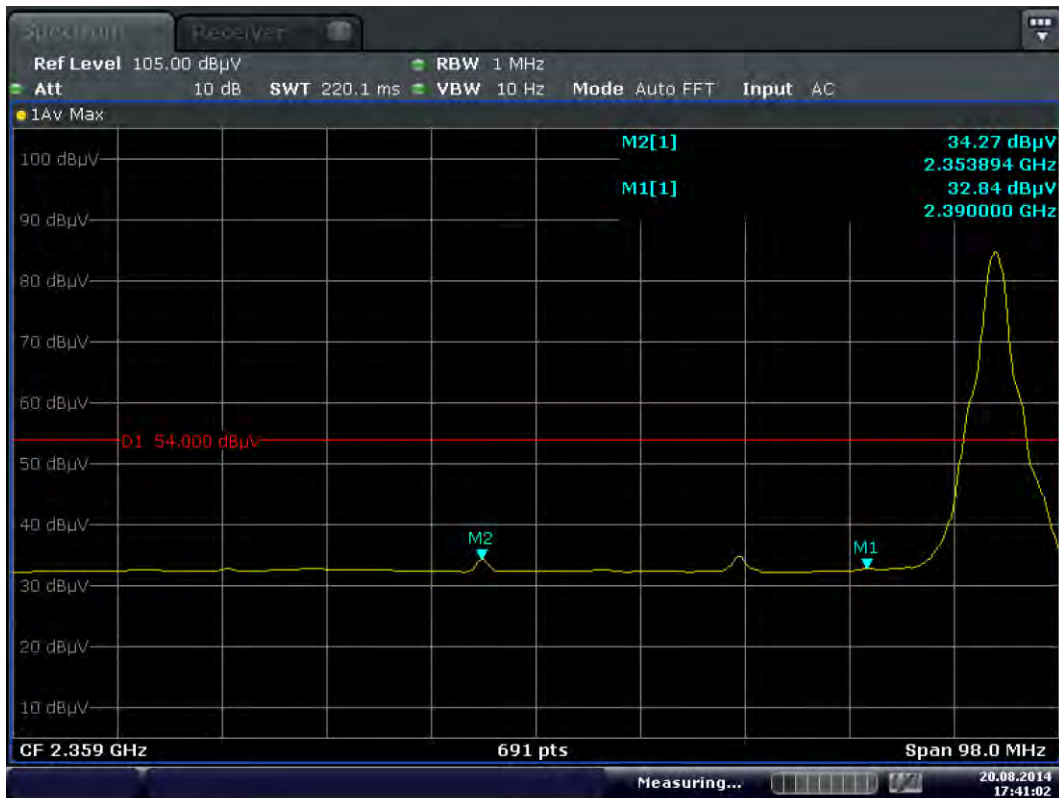 Spectrum Receiver
Ref Level 105.00 dBµV RBW 1 MHz
Att 10 dB SWT 220.1 ms VBW 10 Hz Mode Auto FFT Input AC
1Av Max
M2[1] 34.27 dBµV
2.353894 GHz
M1[1] 32.84 dBµV
2.390000 GHz
100 dBµV
90 dBµV
80 dBµV
70 dBµV
60 dBµV
D1 54.000 dBµV
50 dBµV
40 dBµV
M2
M1
30 dBµV
20 dBµV
10 dBµV
CF 2.359 GHz 691 pts Span 98.0 MHz
Measuring... 20.08.2014
17:41:02